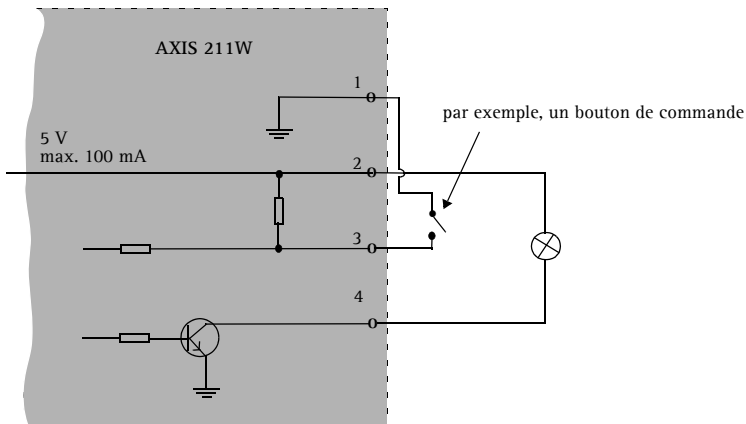 AXIS 211W
1
par exemple, un bouton de commande
5 V
max. 100 mA
2
3
4